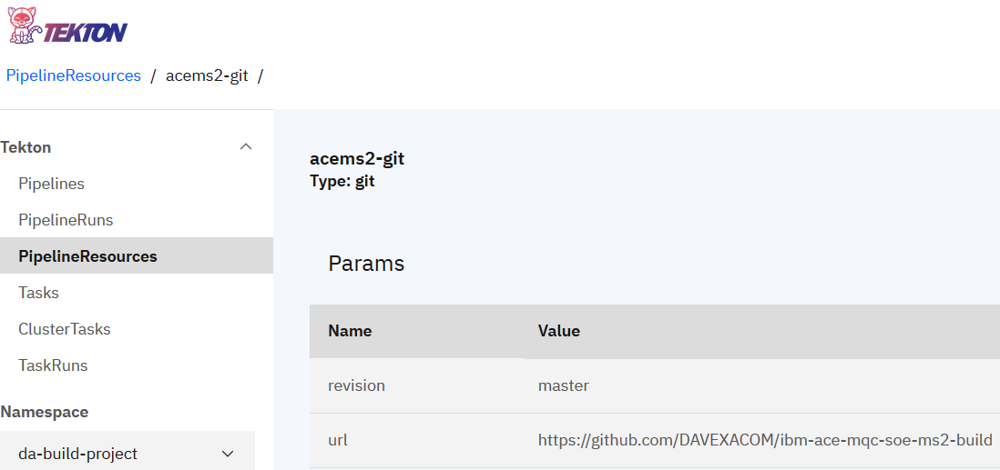 TEKTON
PipelineResources / acems2-git /
Tekton
Pipelines
PipelineRuns
PipelineResources
Tasks
ClusterTasks
TaskRuns
Namespace
da-build-project
acems2-git
Type: git
Params
Name Value
revision master
url https://github.com/DAVEXACOM/ibm-ace-mqc-soe-ms2-build